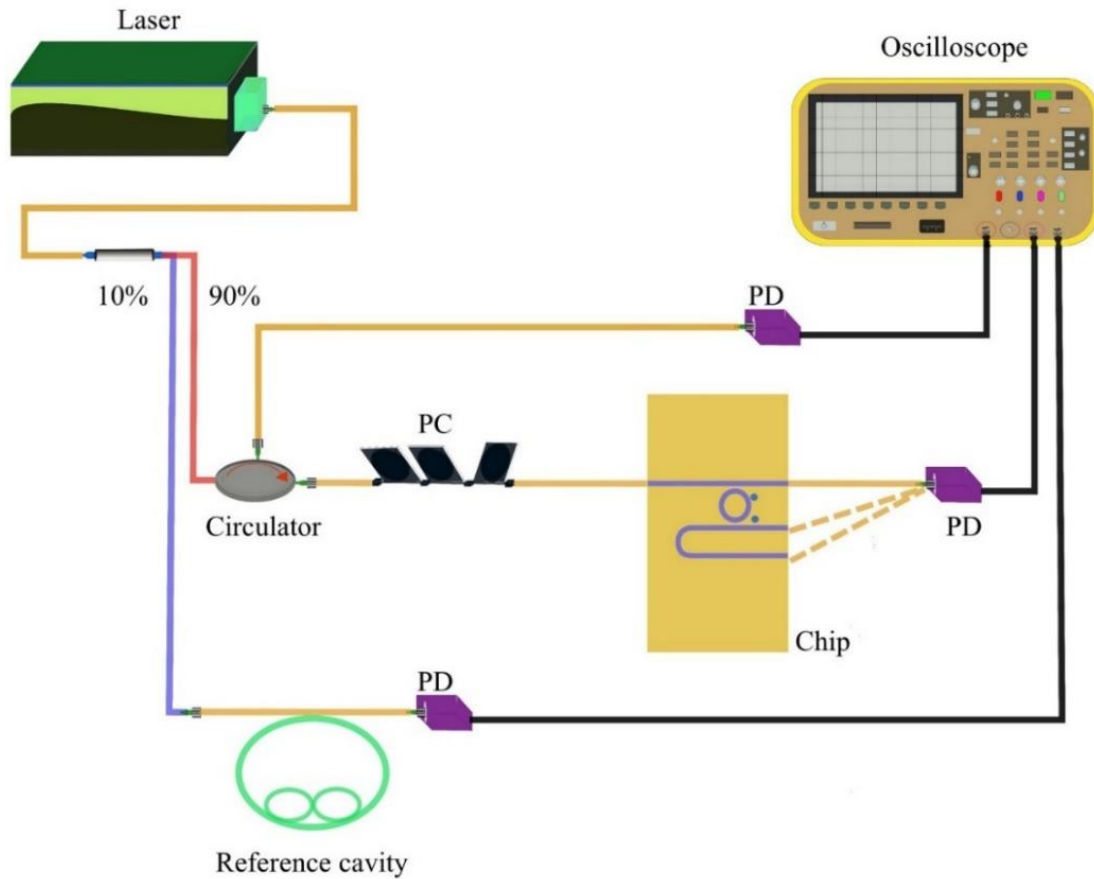 Laser
Oscilloscope
10%
90%
PD
PC
Circulator
PD
Chip
PD
Reference cavity